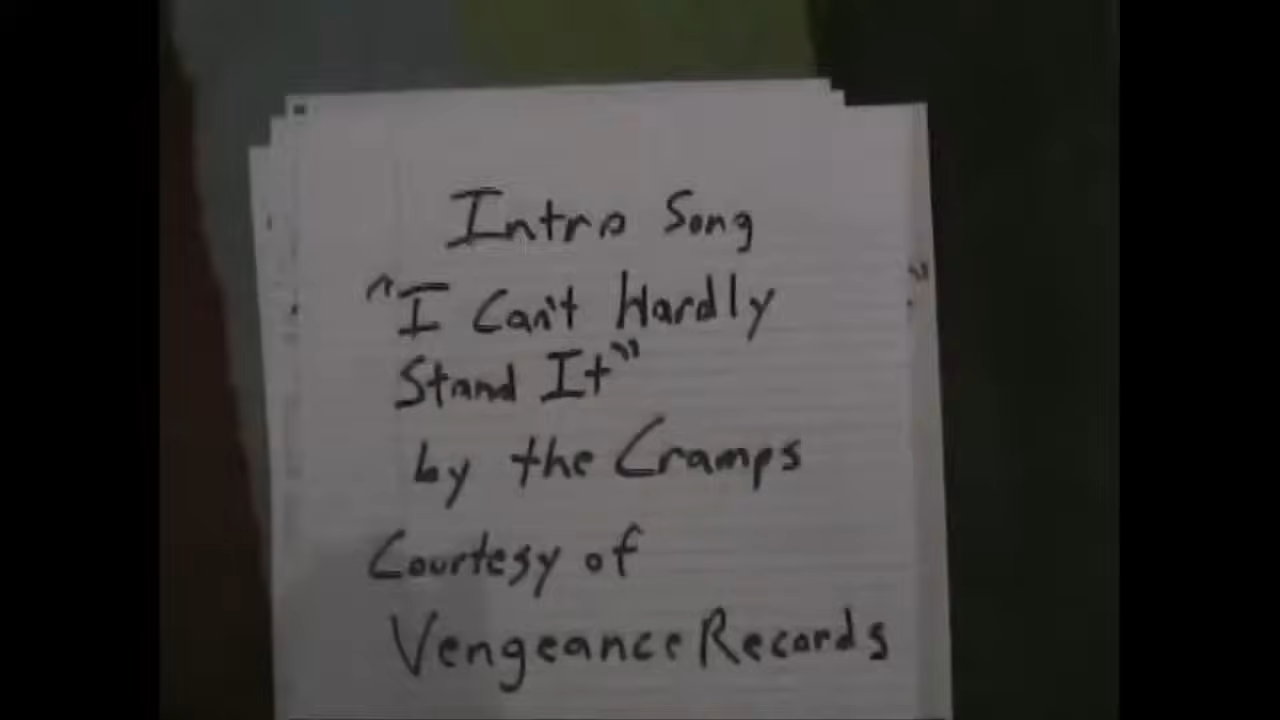 Intro Song
"I Can't Hardly
Stand It"
by the Cramps
Courtesy of
Vengeance Records